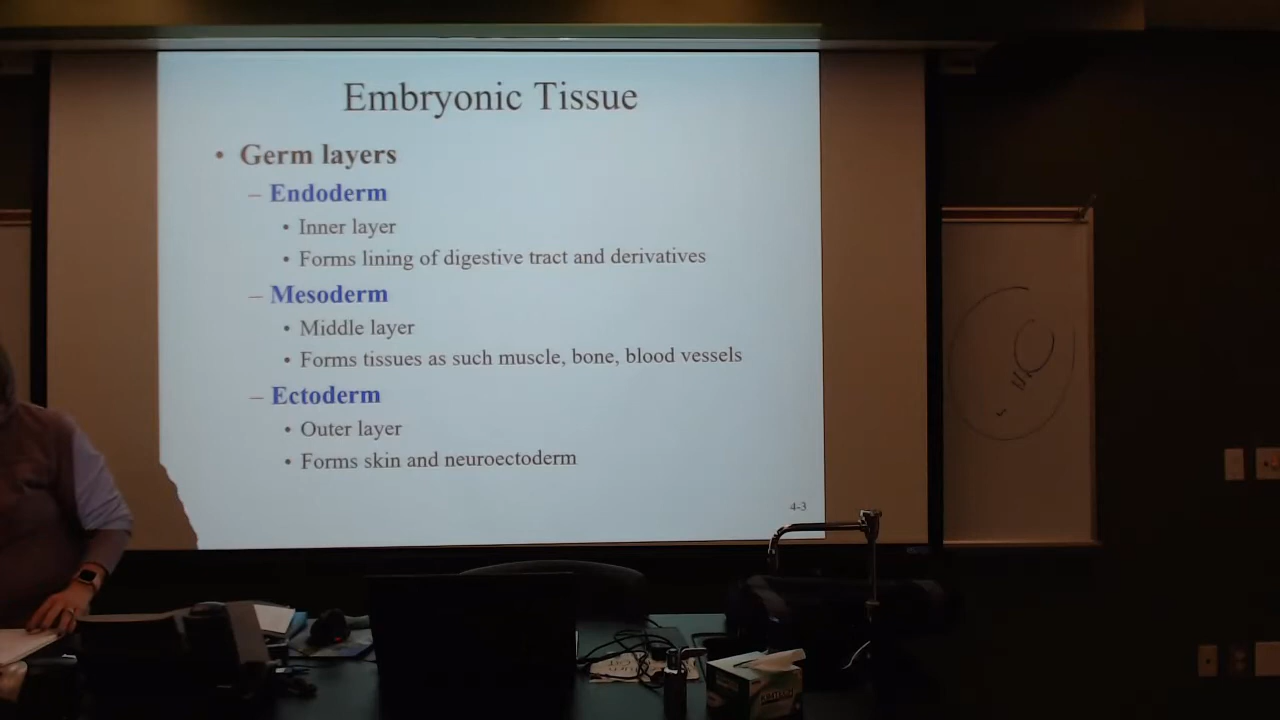 Embryonic Tissue
• Germ layers
– Endoderm
• Inner layer
• Forms lining of digestive tract and derivatives
– Mesoderm
• Middle layer
• Forms tissues as such muscle, bone, blood vessels
– Ectoderm
• Outer layer
• Forms skin and neuroectoderm
4-3